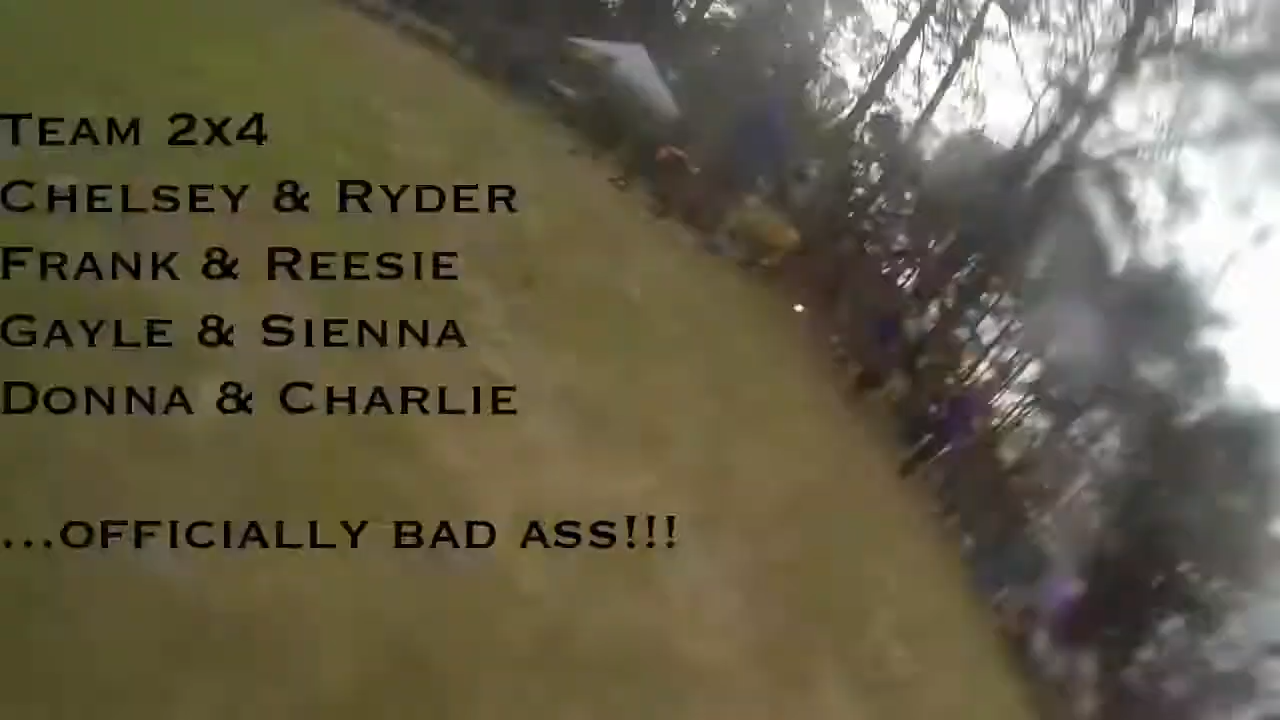 Team 2x4
Chelsey & Ryder
Frank & Reesie
Gayle & Sienna
Donna & Charlie
...officially bad ass!!!